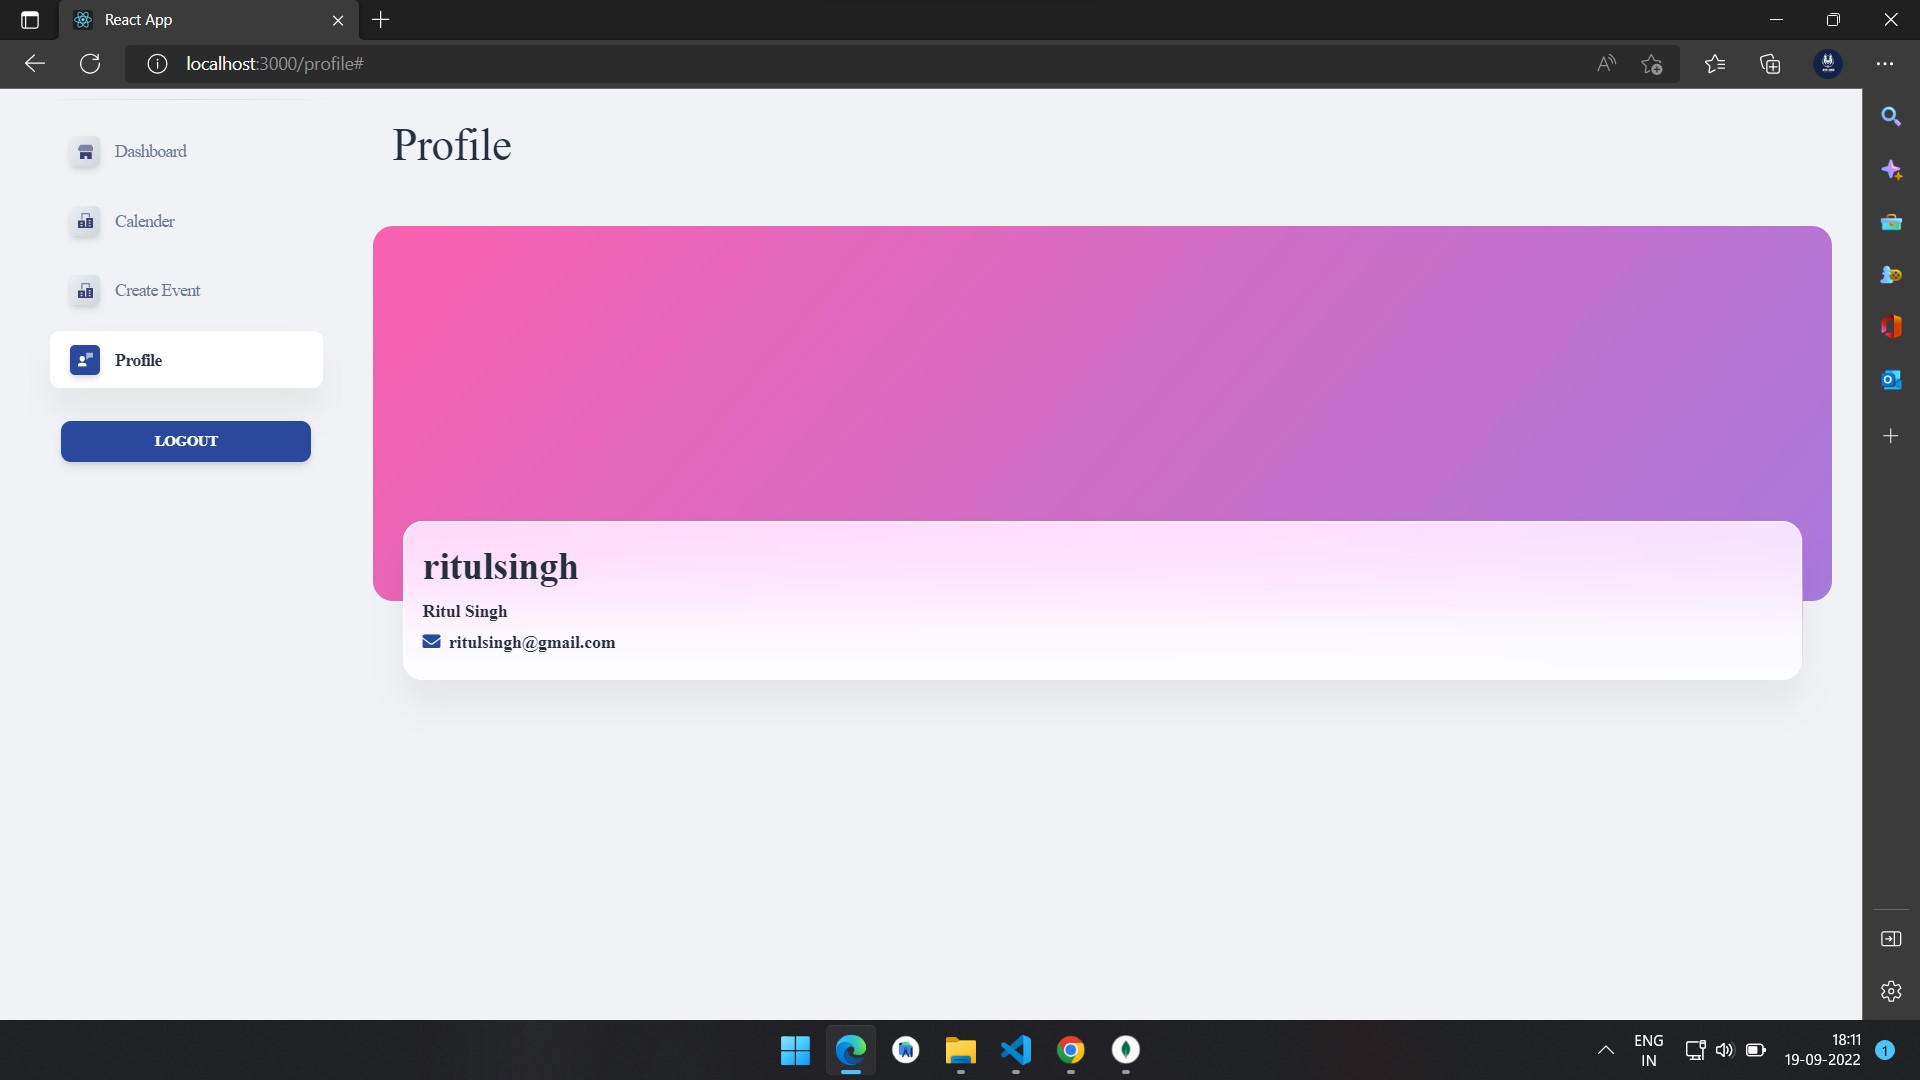 React App
localhost:3000/profile#
Dashboard
Calender
Create Event
Profile
LOGOUT
Profile
ritulsingh
Ritul Singh
ritulsingh@gmail.com
ENG
IN
18:11
19-09-2022
1